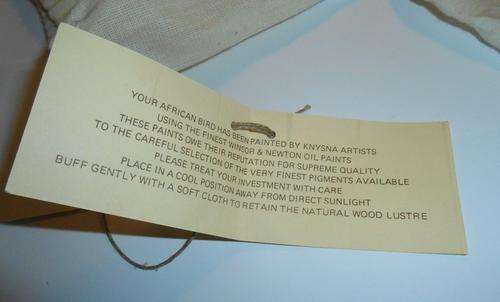 YOUR AFRICAN BIRD HAS BEEN PAINTED BY KNYSNA ARTISTS
USING THE FINEST WINSOR & NEWTON OIL PAINTS
THESE PAINTS OWE THEIR REPUTATION FOR SUPREME QUALITY
TO THE CAREFUL SELECTION OF THE VERY FINEST PIGMENTS AVAILABLE
PLEASE TREAT YOUR INVESTMENT WITH CARE
PLACE IN A COOL POSITION AWAY FROM DIRECT SUNLIGHT
BUFF GENTLY WITH A SOFT CLOTH TO RETAIN THE NATURAL WOOD LUSTRE